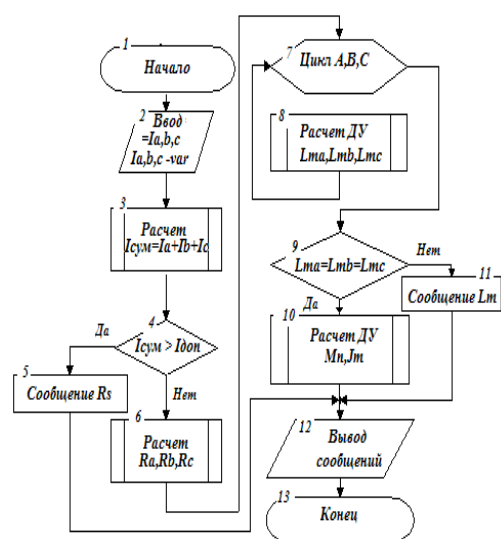 1
Начало
2
Ввод
=Ia,b,c
Ia,b,c -var
3
Расчет
Iсум=Ia+Ib+Ic
4
Да
Iсум > Iдоп
5
Сообщение Rs
Нет
6
Расчет
Ra,Rb,Rc
7
Цикл A,B,C
8
Расчет ДУ
Lma,Lmb,Lmc
9
Lma=Lmb=Lmc
Нет
11
Сообщение Lm
Да
10
Расчет ДУ
Mn,Jm
12
Вывод
сообщений
13
Конец